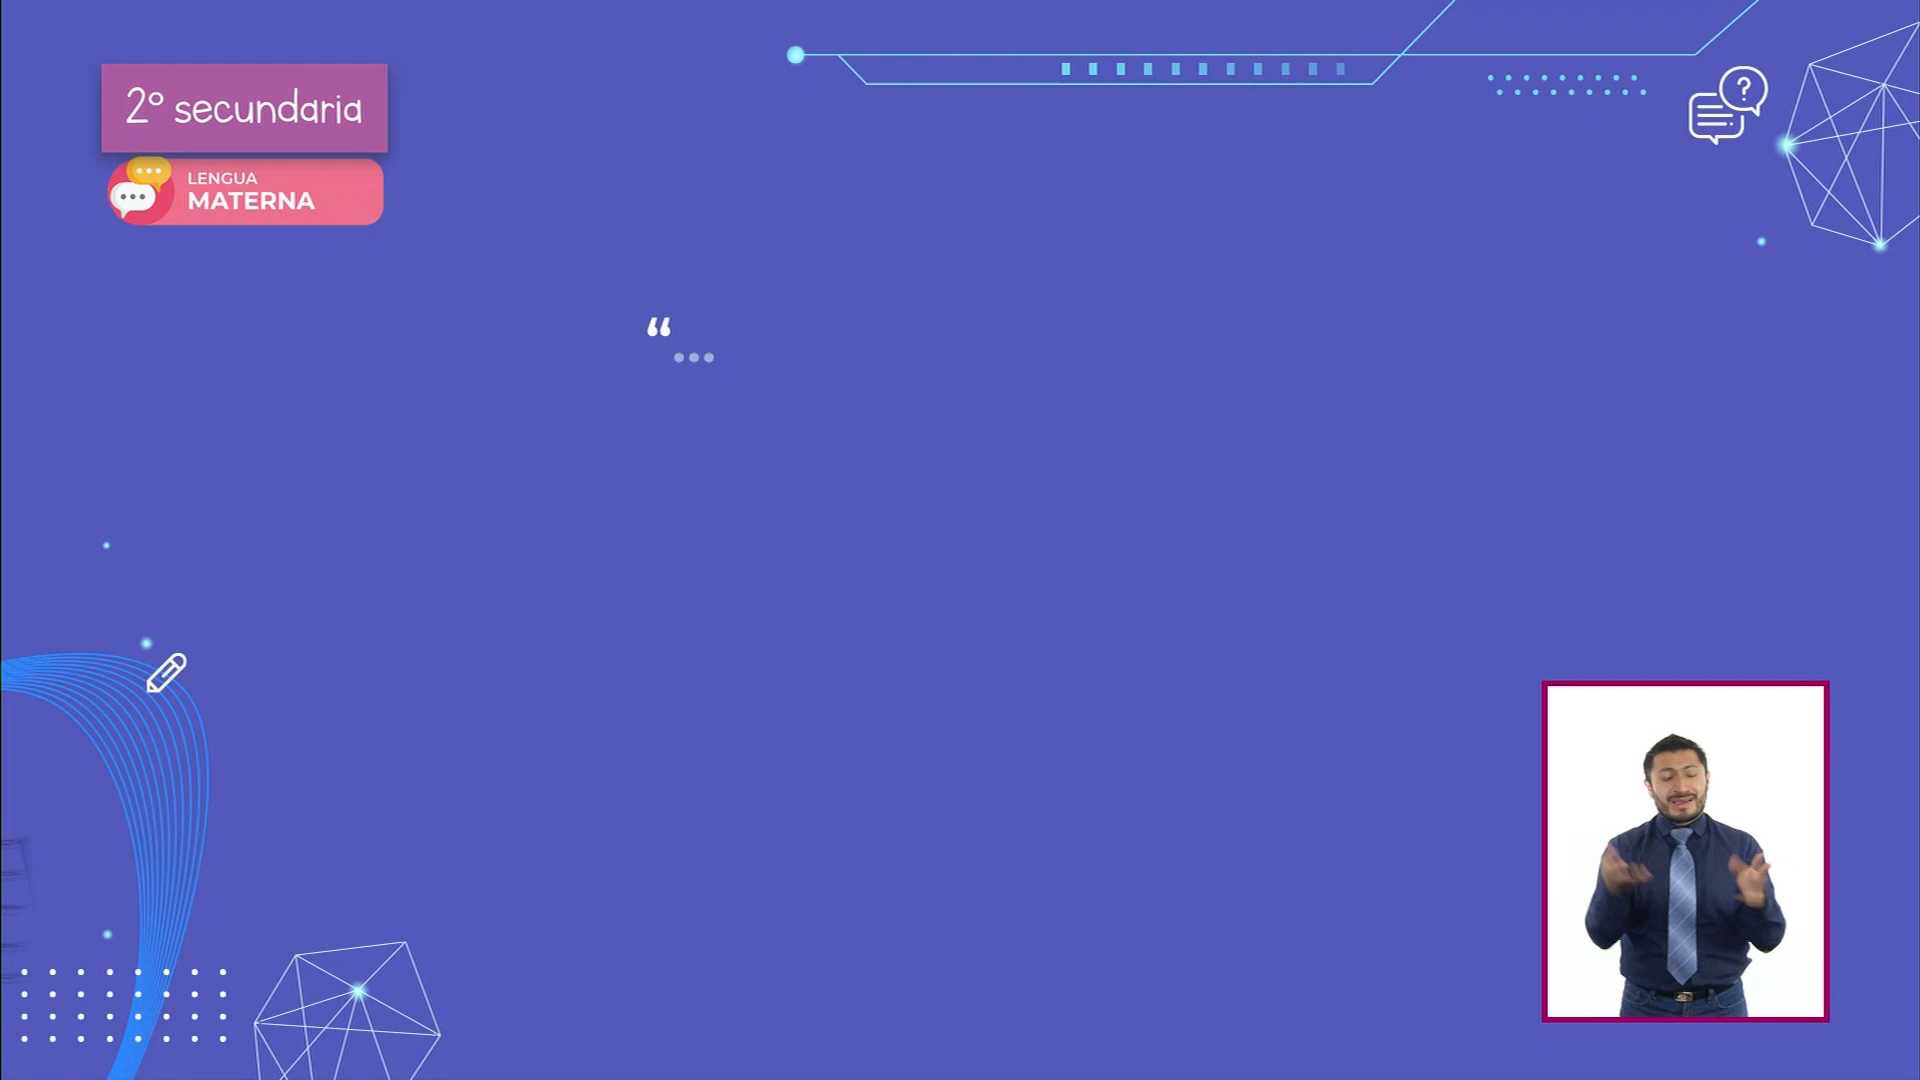 2° secundaria
LENGUA
MATERNA
“
...
?